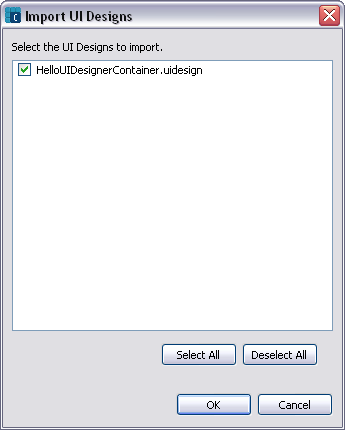 Import UI Designs
Select the UI Designs to import.
HelloUIDesignerContainer.uidesign
Select All
Deselect All
OK
Cancel